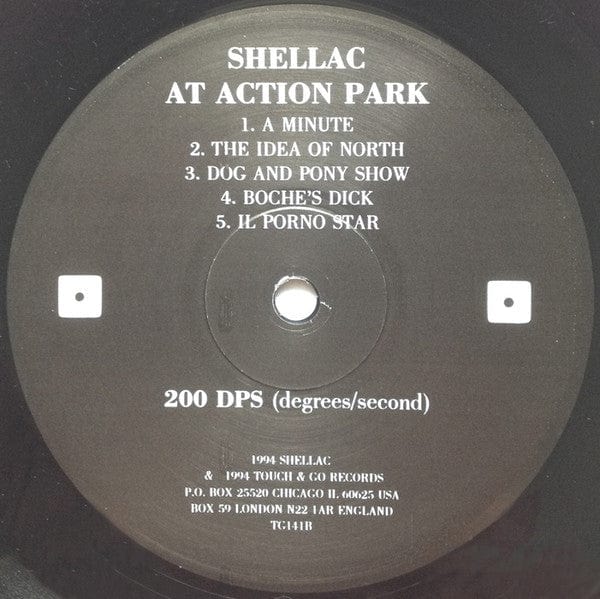 SHELLAC
AT ACTION PARK
1. A MINUTE
2. THE IDEA OF NORTH
3. DOG AND PONY SHOW
4. BOCHE'S DICK
5. IL PORNO STAR
200 DPS (degrees/second)
1994 SHELLAC
& 1994 TOUCH & GO RECORDS
P.O. BOX 25520 CHICAGO IL 60625 USA
BOX 59 LONDON N22 1AR ENGLAND
TG141B